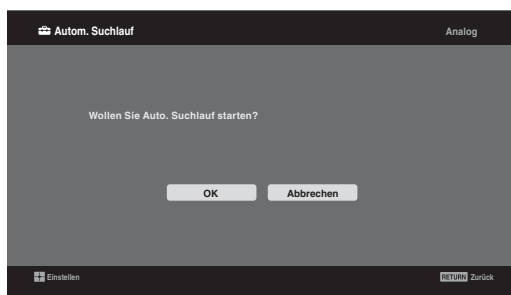 Autom. Suchlauf Analog
Wollen Sie Auto. Suchlauf starten?
OK Abbrechen
Einstellen RETURN Zurück